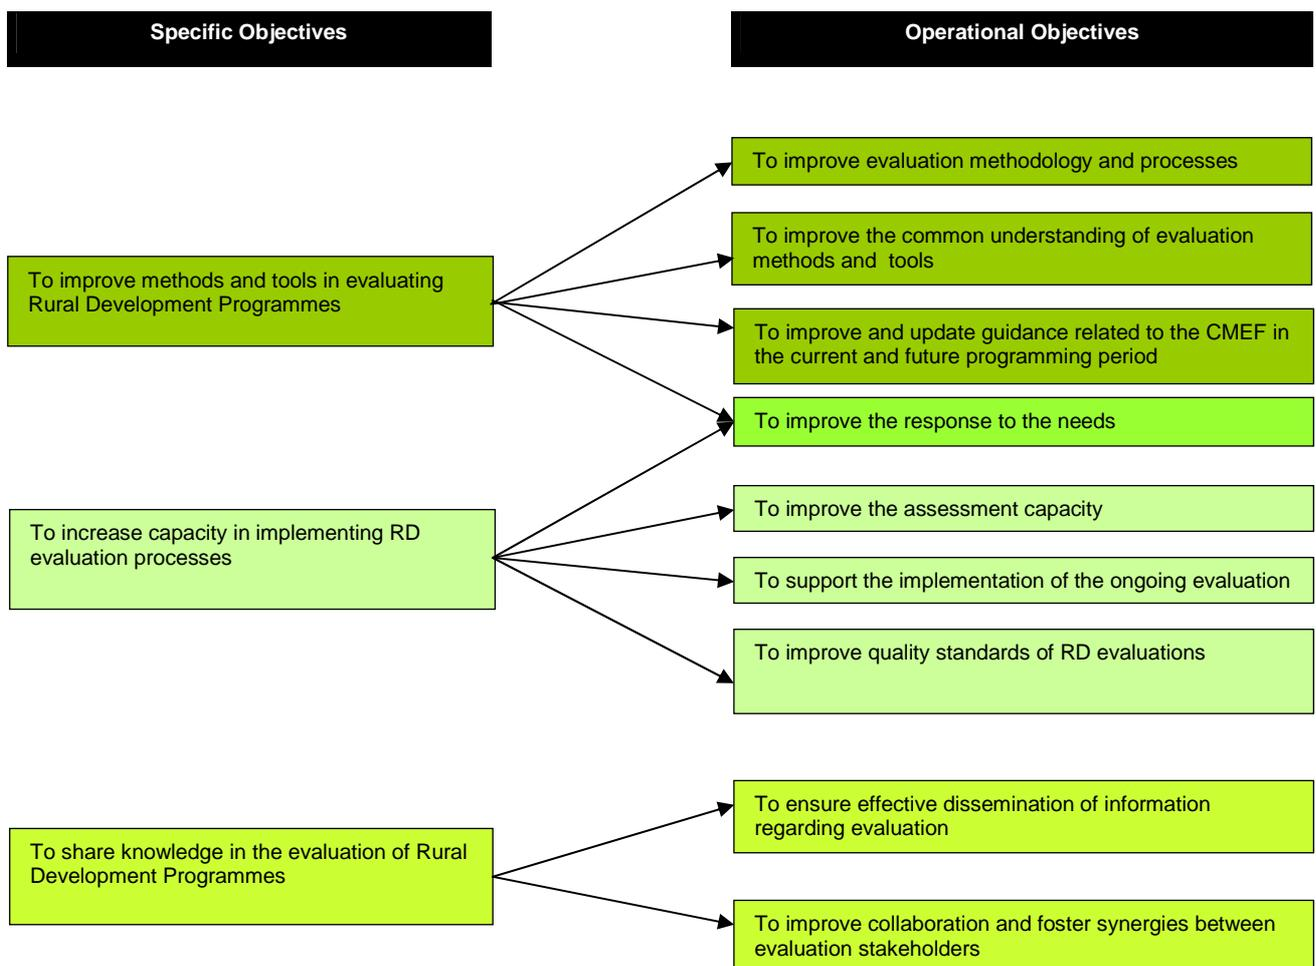 Specific Objectives
Operational Objectives
To improve evaluation methodology and processes
To improve the common understanding of evaluation
methods and  tools
To improve methods and tools in evaluating
Rural Development Programmes
To improve and update guidance related to the CMEF in
the current and future programming period
To improve the response to the needs
To increase capacity in implementing RD
evaluation processes
To improve the assessment capacity
To support the implementation of the ongoing evaluation
To improve quality standards of RD evaluations
To share knowledge in the evaluation of Rural
Development Programmes
To ensure effective dissemination of information
regarding evaluation
To improve collaboration and foster synergies between
evaluation stakeholders